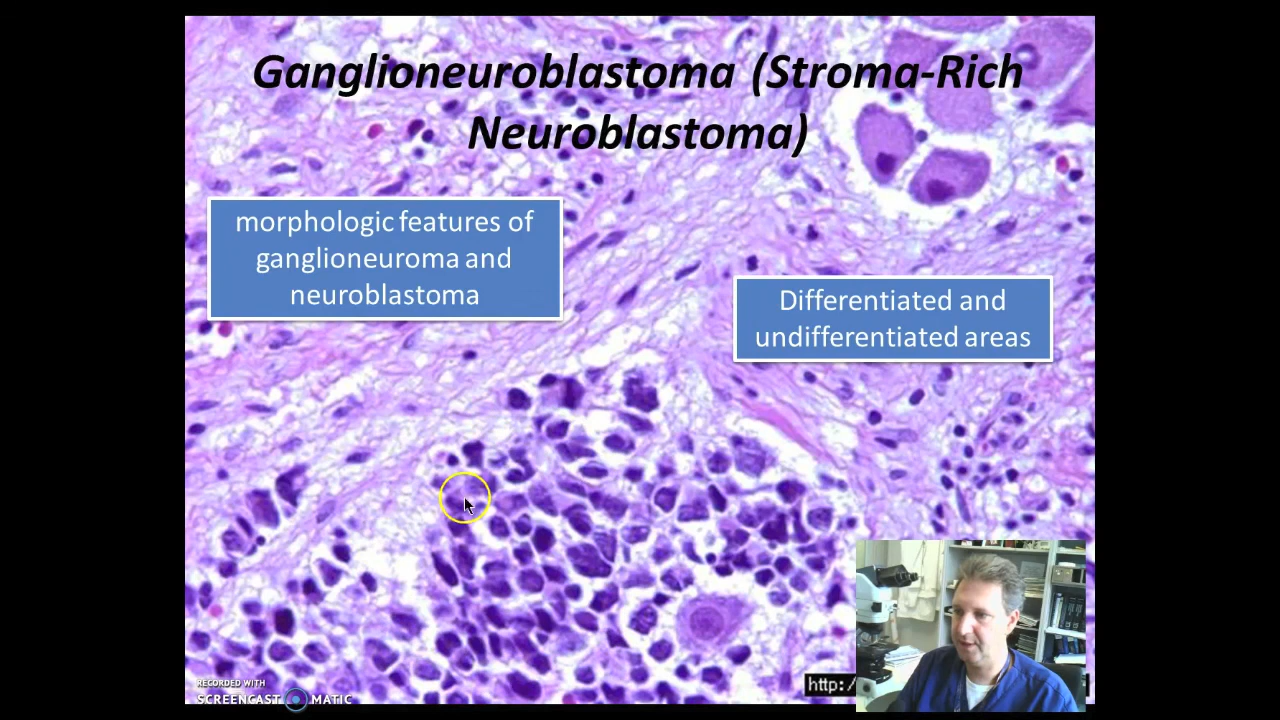 Ganglioneuroblastoma (Stroma-Rich
Neuroblastoma)
morphologic features of
ganglioneuroma and
neuroblastoma
Differentiated and
undifferentiated areas
http:/
RECORDED WITH
SCREENCAST MATIC